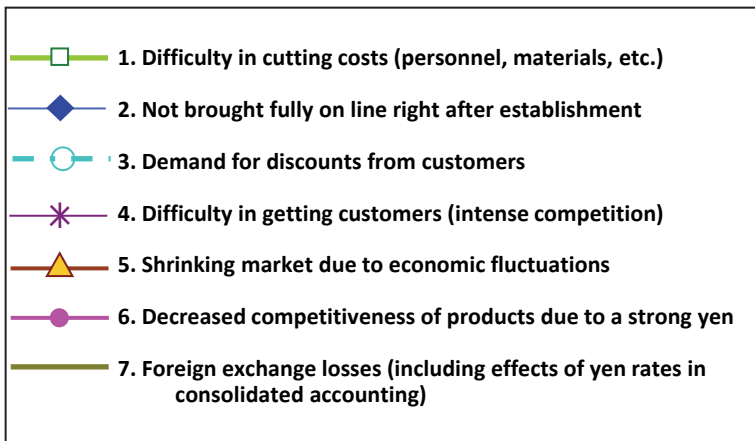 1. Difficulty in cutting costs (personnel, materials, etc.)
2. Not brought fully on line right after establishment
3. Demand for discounts from customers
4. Difficulty in getting customers (intense competition)
5. Shrinking market due to economic fluctuations
6. Decreased competitiveness of products due to a strong yen
7. Foreign exchange losses (including effects of yen rates in
consolidated accounting)